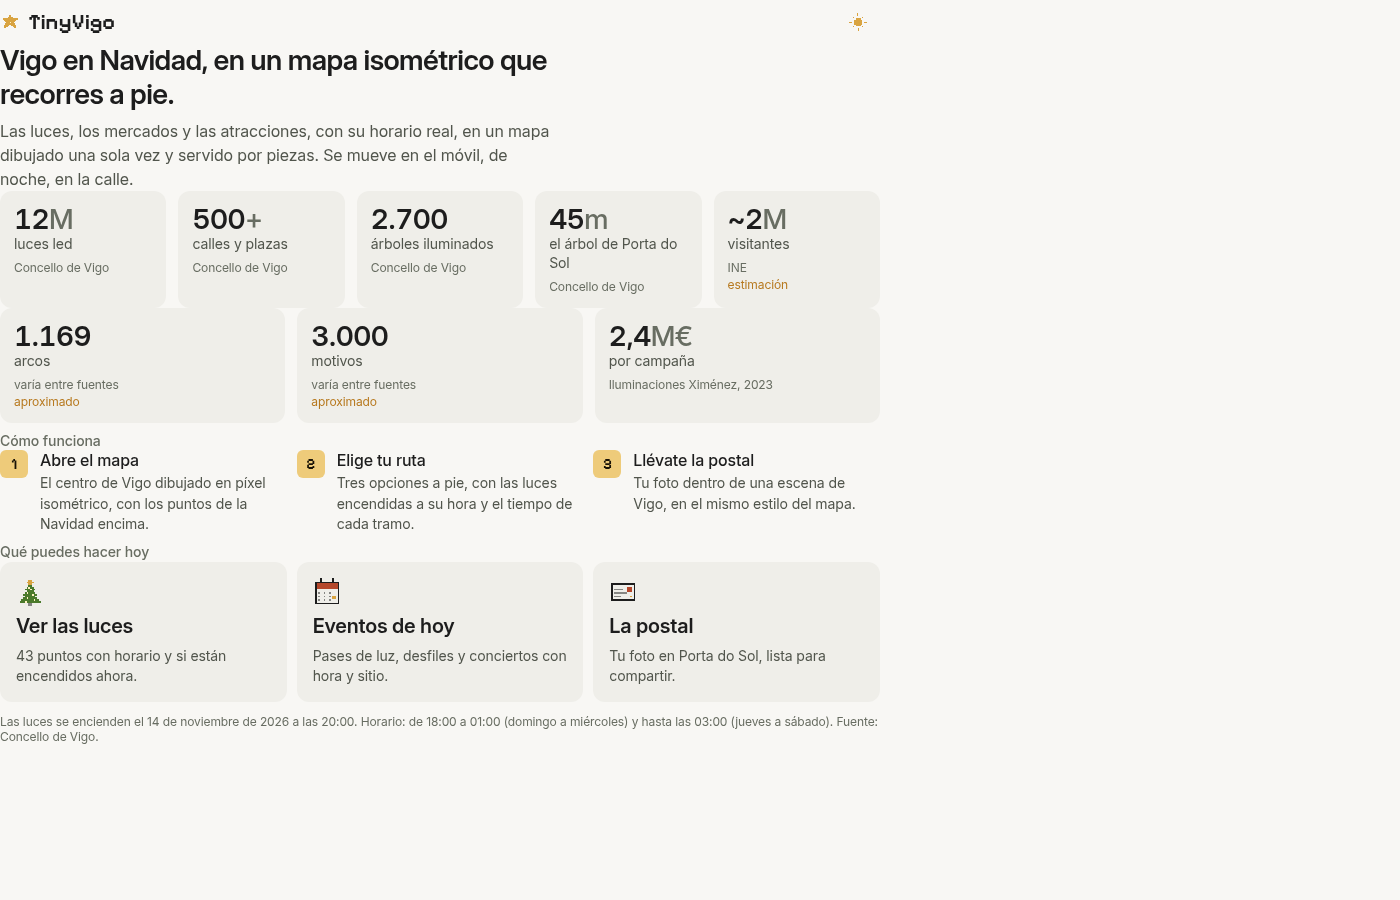 TinyVigo
Vigo en Navidad, en un mapa isométrico que
recorres a pie.
Las luces, los mercados y las atracciones, con su horario real, en un mapa
dibujado una sola vez y servido por piezas. Se mueve en el móvil, de
noche, en la calle.
12M
luces led
Concello de Vigo
500+
calles y plazas
Concello de Vigo
2.700
árboles iluminados
Concello de Vigo
45m
el árbol de Porta do
Sol
Concello de Vigo
~2M
visitantes
INE
estimación
1.169
arcos
varía entre fuentes
aproximado
3.000
motivos
varía entre fuentes
aproximado
2,4M€
por campaña
Iluminaciones Ximénez, 2023
Cómo funciona
1
Abre el mapa
El centro de Vigo dibujado en píxel
isométrico, con los puntos de la
Navidad encima.
2
Elige tu ruta
Tres opciones a pie, con las luces
encendidas a su hora y el tiempo de
cada tramo.
3
Llévate la postal
Tu foto dentro de una escena de
Vigo, en el mismo estilo del mapa.
Qué puedes hacer hoy
Ver las luces
43 puntos con horario y si están
encendidos ahora.
Eventos de hoy
Pases de luz, desfiles y conciertos con
hora y sitio.
La postal
Tu foto en Porta do Sol, lista para
compartir.
Las luces se encienden el 14 de noviembre de 2026 a las 20:00. Horario: de 18:00 a 01:00 (domingo a miércoles) y hasta las 03:00 (jueves a sábado). Fuente:
Concello de Vigo.